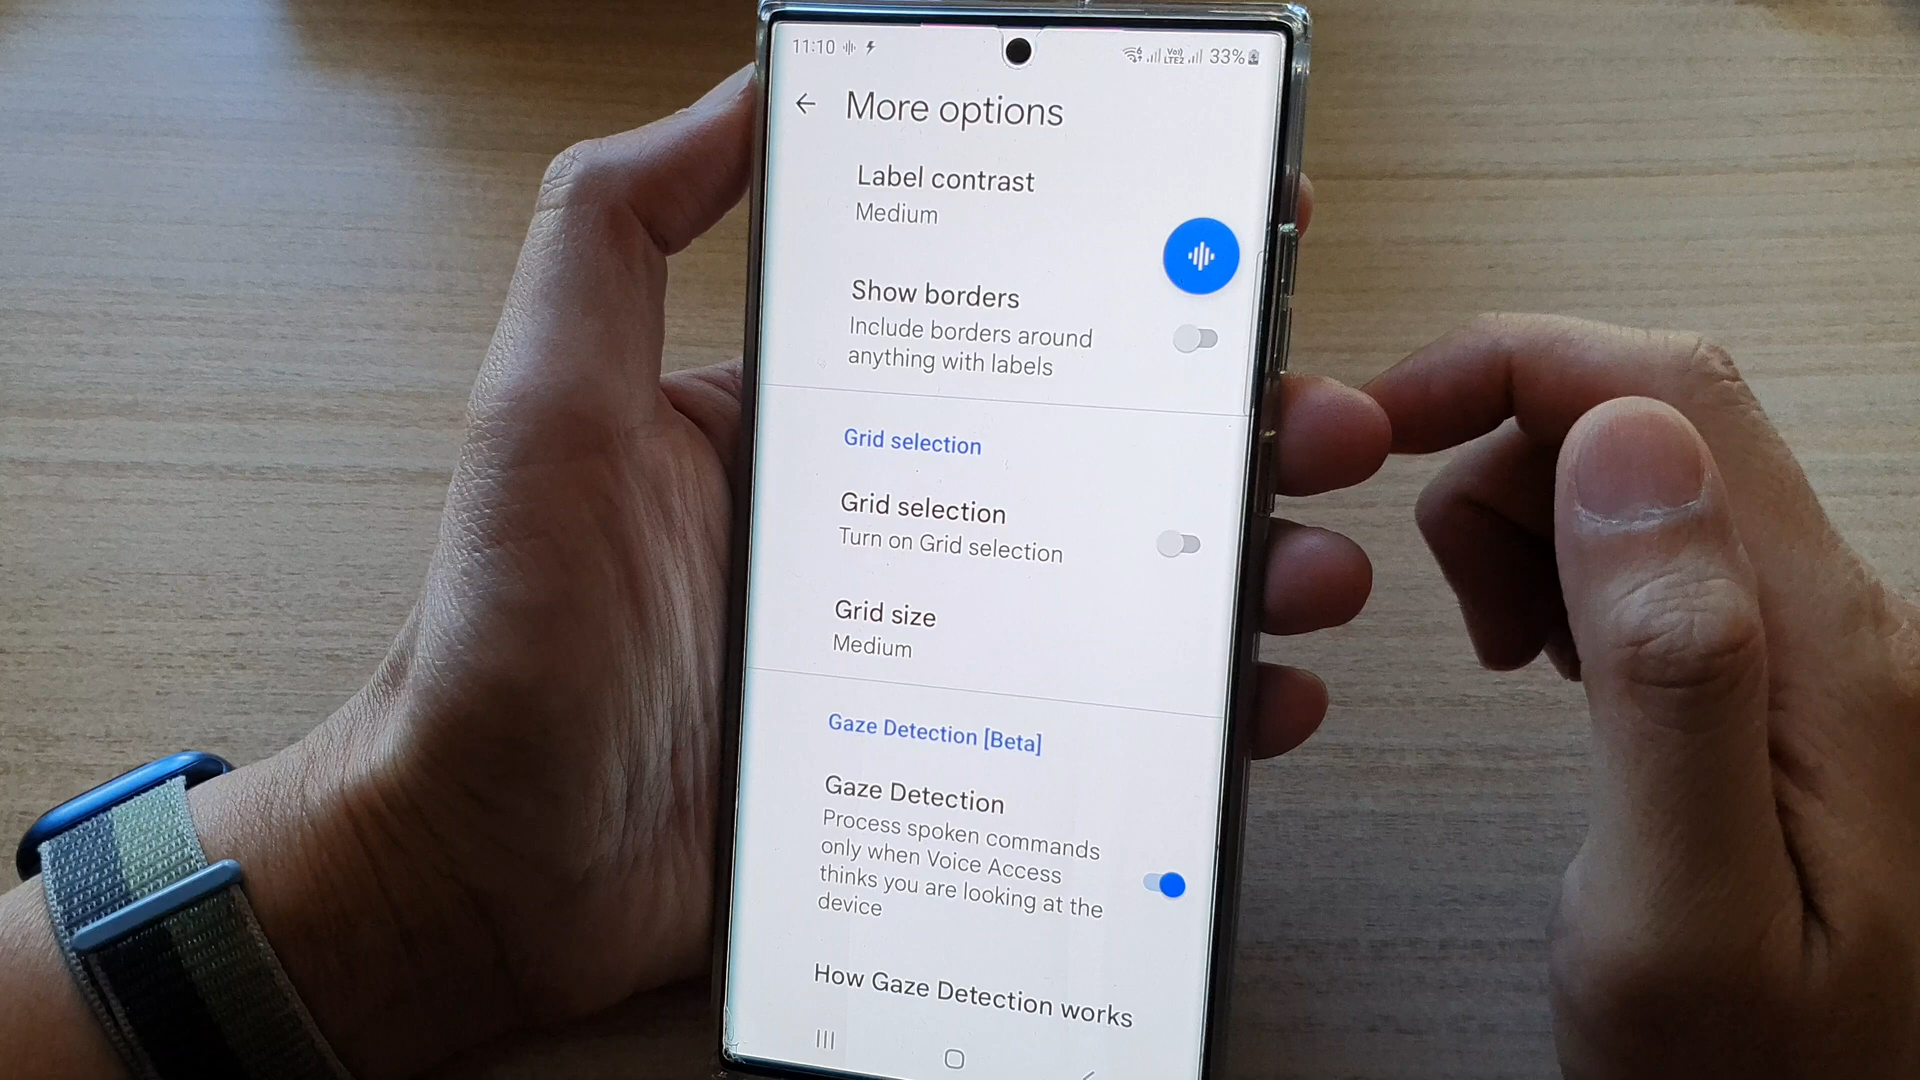 11:10 33%
Vo))
LTE2
More options
Label contrast
Medium
Show borders
Include borders around
anything with labels
Grid selection
Grid selection
Turn on Grid selection
Grid size
Medium
Gaze Detection [Beta]
Gaze Detection
Process spoken commands
only when Voice Access
thinks you are looking at the
device
How Gaze Detection works